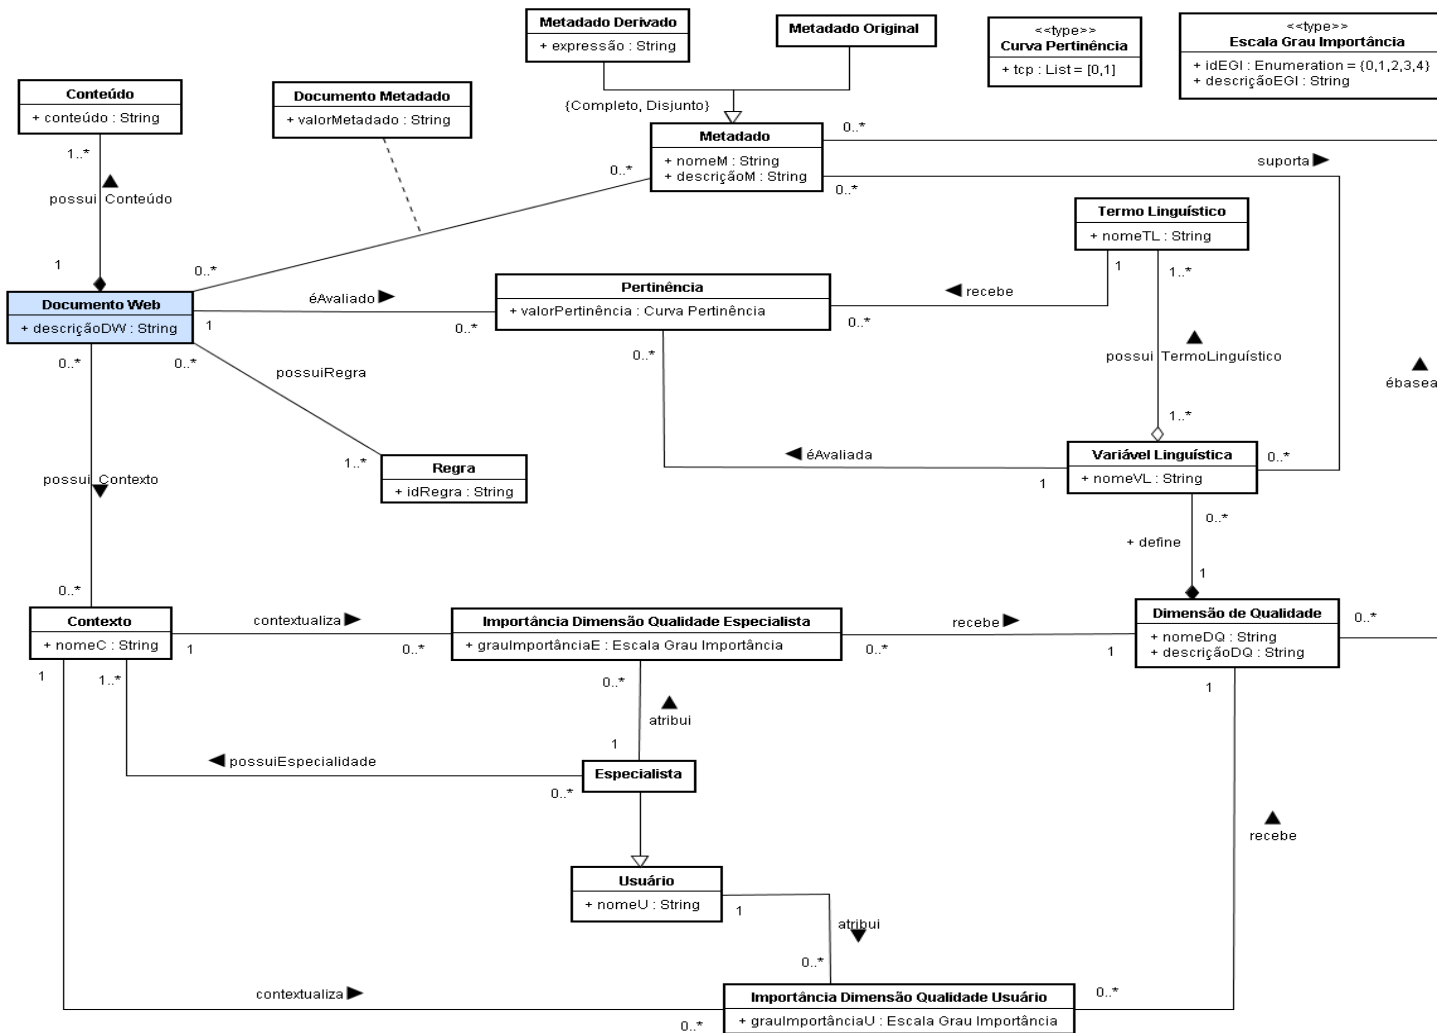 Metadado Derivado
+ expressão : String
Metadado Original
<<type>>
Curva Pertinência
+ tcp : List = [0,1]
<<type>>
Escala Grau Importância
+ idEGI : Enumeration = {0,1,2,3,4}
+ descriçãoEGI : String
Conteúdo
+ conteúdo : String
Documento Metadado
+ valorMetadado : String
{Completo, Disjunto}
Metadado
+ nomeM : String
+ descriçãoM : String
0..*
0..*
0..*
suporta
1..*
possui Conteúdo
1
0..*
Termo Linguístico
+ nomeTL : String
1
1..*
Documento Web
+ descriçãoDW : String
éAvaliado
1
0..*
Pertinência
+ valorPertinência : Curva Pertinência
recebe
0..*
0..*
0..*
0..*
possuiRegra
1..*
Regra
+ idRegra : String
possui TermoLinguístico
1..*
ébasea
éAvaliada
1
Variável Linguística
+ nomeVL : String
0..*
0..*
+ define
1
possui Contexto
0..*
Contexto
+ nomeC : String
contextualiza
1
0..*
Importância Dimensão Qualidade Especialista
+ grauImportânciaE : Escala Grau Importância
recebe
0..*
1
Dimensão de Qualidade
+ nomeDQ : String
+ descriçãoDQ : String
0..*
1
1..*
0..*
1
atribui
1
possuiEspecialidade
0..*
Especialista
Usuário
+ nomeU : String
1
atribui
0..*
recebe
contextualiza
0..*
Importância Dimensão Qualidade Usuário
+ grauImportânciaU : Escala Grau Importância
0..*